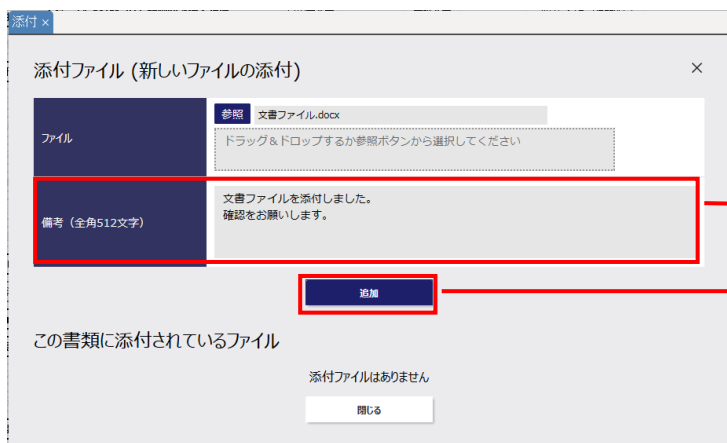 添付 ×
添付ファイル (新しいファイルの添付)
×
ファイル
参照 文書ファイル.docx
ドラッグ＆ドロップするか参照ボタンから選択してください
備考（全角512文字）
文書ファイルを添付しました。
確認をお願いします。
追加
この書類に添付されているファイル
添付ファイルはありません
閉じる